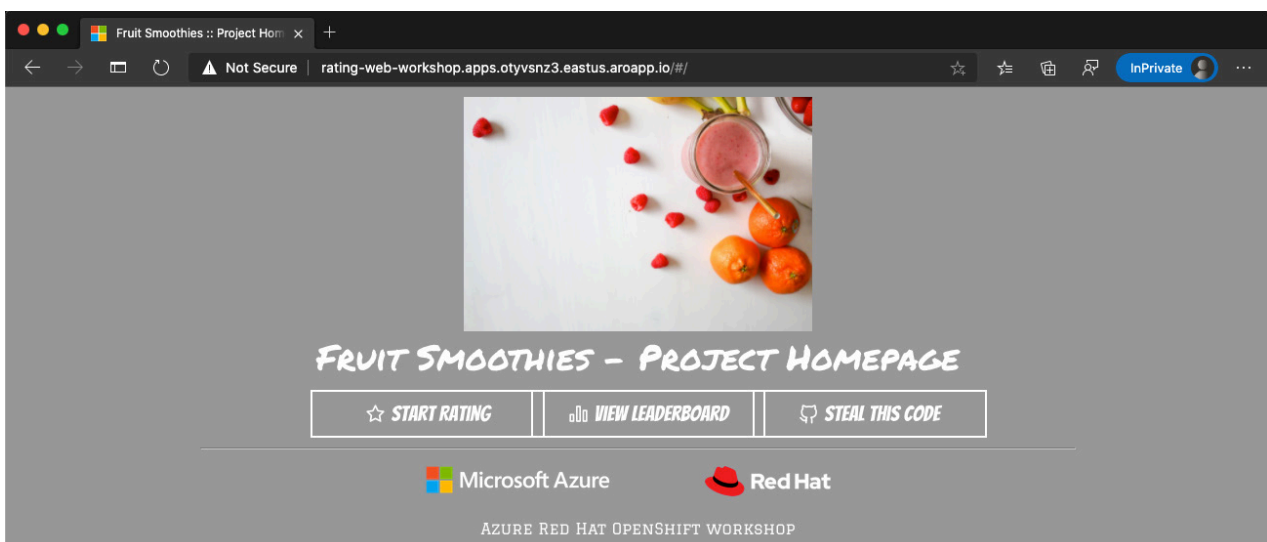 Fruit Smoothies :: Project Hom
Not Secure rating-web-workshop.apps.otyvsnz3.eastus.aroapp.io/#/ InPrivate
FRUIT SMOOTHIES - PROJECT HOMEPAGE
START RATING VIEW LEADERBOARD STEAL THIS CODE
Microsoft Azure Red Hat
AZURE RED HAT OPENSHIFT WORKSHOP